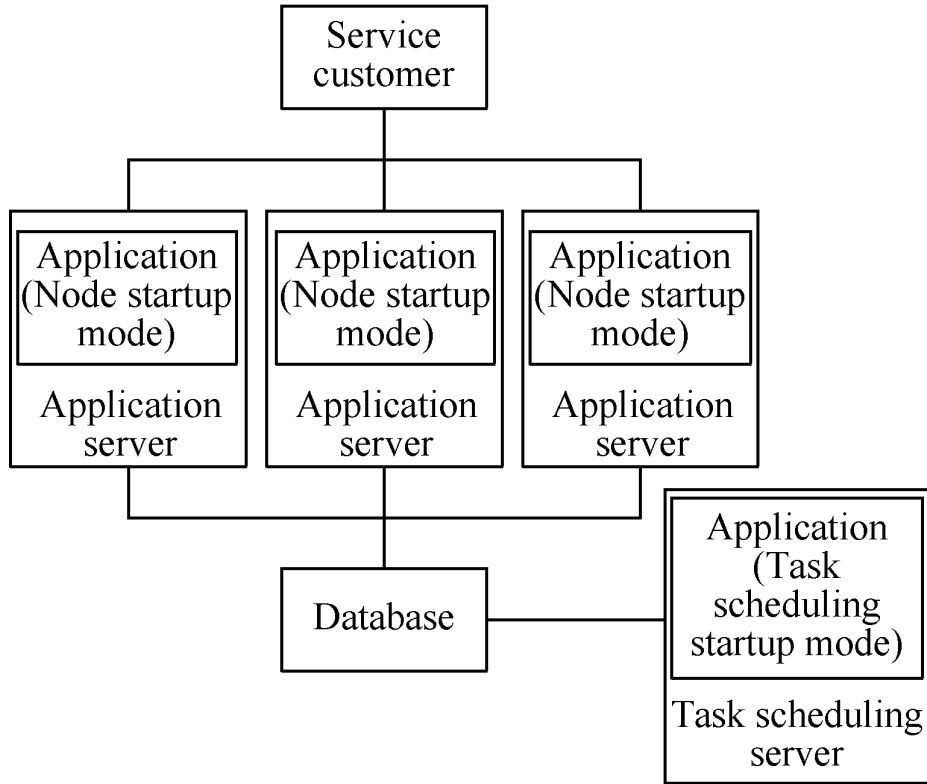 Service
customer
Application
(Node startup
mode)
Application
server
Application
(Node startup
mode)
Application
server
Application
(Node startup
mode)
Application
server
Database
Application
(Task
scheduling
startup mode)
Task scheduling
server